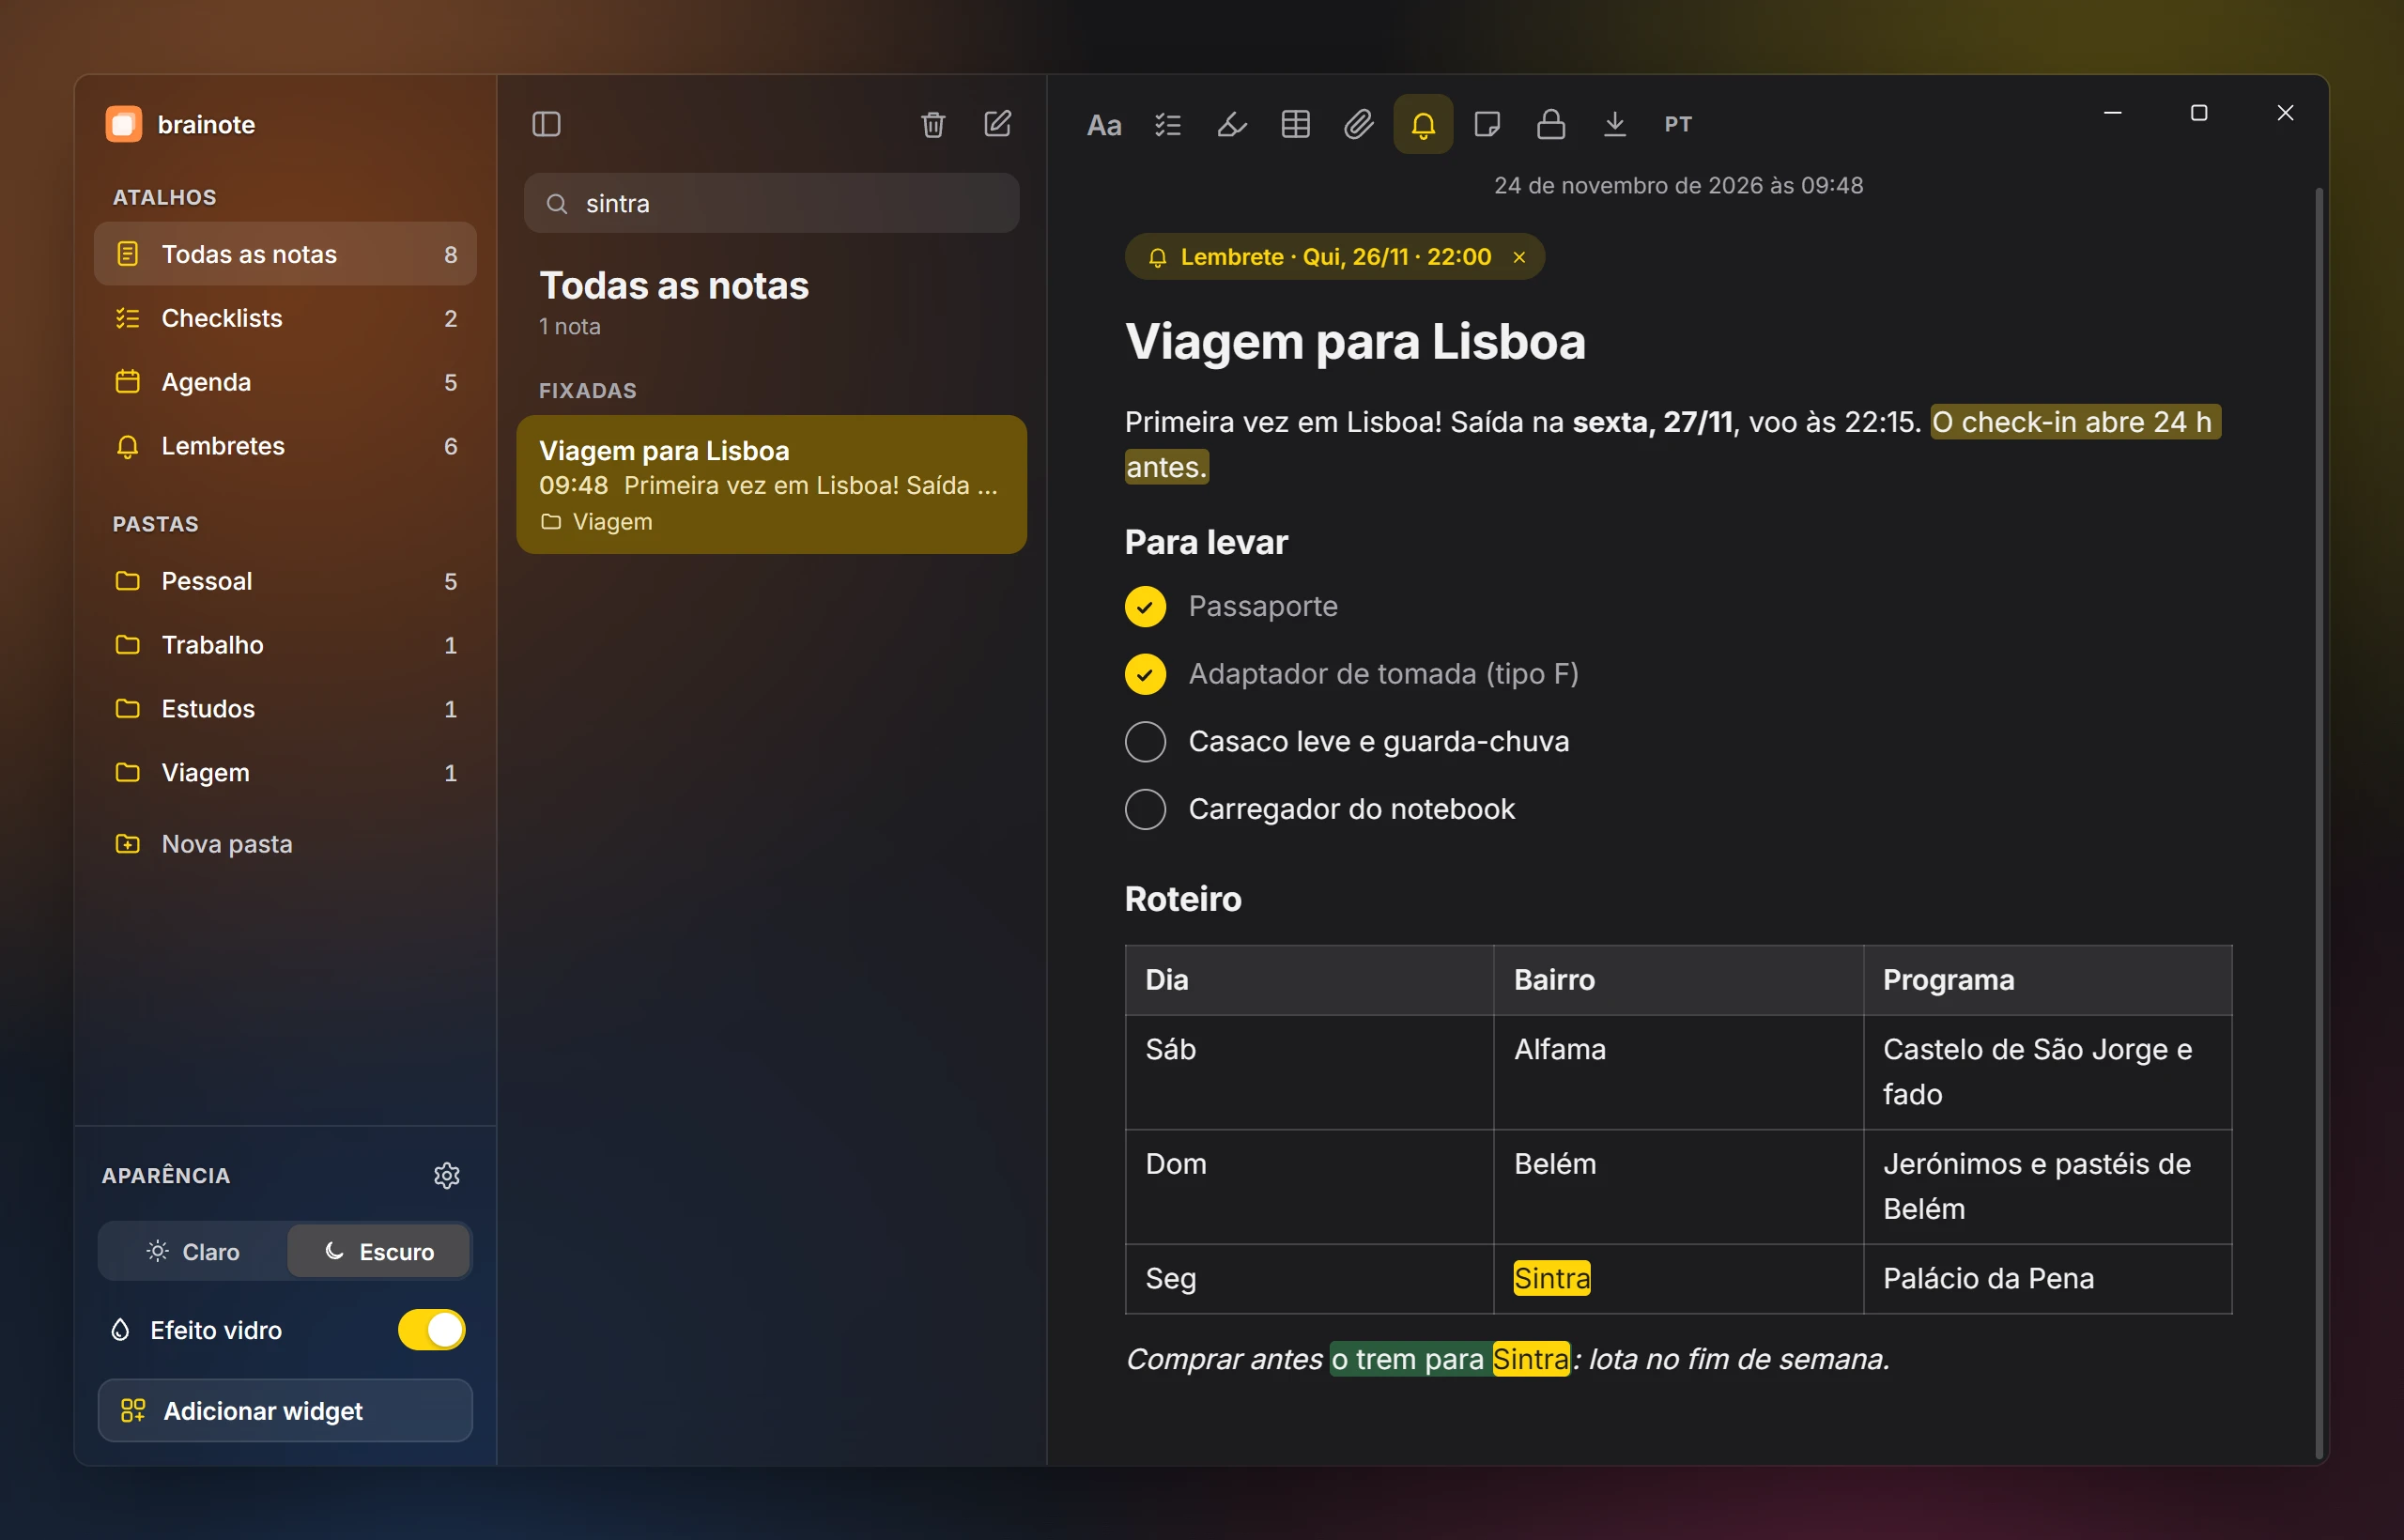 brainote
ATALHOS
Todas as notas 8
Checklists 2
Agenda 5
Lembretes 6
PASTAS
Pessoal 5
Trabalho 1
Estudos 1
Viagem 1
Nova pasta
APARÊNCIA
Claro Escuro
Efeito vidro
Adicionar widget
sintra
Todas as notas
1 nota
FIXADAS
Viagem para Lisboa
09:48 Primeira vez em Lisboa! Saída ...
Viagem
Aa PT
24 de novembro de 2026 às 09:48
Lembrete · Qui, 26/11 · 22:00 ×
Viagem para Lisboa
Primeira vez em Lisboa! Saída na sexta, 27/11, voo às 22:15. O check-in abre 24 h
antes.
Para levar
Passaporte
Adaptador de tomada (tipo F)
Casaco leve e guarda-chuva
Carregador do notebook
Roteiro
Dia Bairro Programa
Sáb Alfama Castelo de São Jorge e
fado
Dom Belém Jerónimos e pastéis de
Belém
Seg Sintra Palácio da Pena
Comprar antes o trem para Sintra: lota no fim de semana.